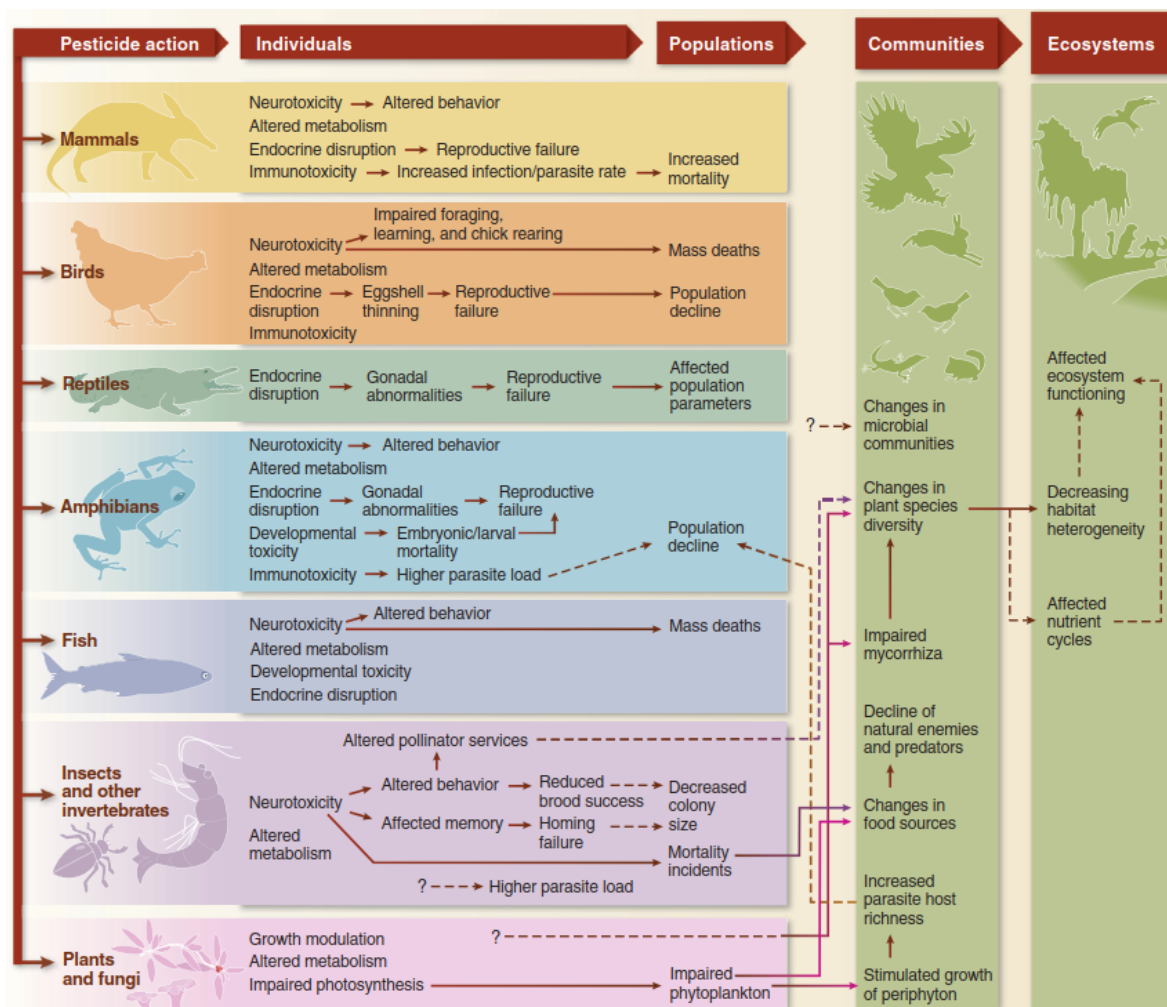 Pesticide action
Individuals
Populations
Communities
Ecosystems
Mammals
Neurotoxicity
Altered behavior
Altered metabolism
Endocrine disruption
Reproductive failure
Immunotoxicity
Increased infection/parasite rate
Increased
mortality
Birds
Impaired foraging,
learning, and chick rearing
Neurotoxicity
Mass deaths
Altered metabolism
Endocrine
disruption
Eggshell
thinning
Reproductive
failure
Population
decline
Immunotoxicity
Reptiles
Endocrine
disruption
Gonadal
abnormalities
Reproductive
failure
Affected
population
parameters
Amphibians
Neurotoxicity
Altered behavior
Altered metabolism
Endocrine
disruption
Gonadal
abnormalities
Reproductive
failure
Developmental
toxicity
Embryonic/larval
mortality
Immunotoxicity
Higher parasite load
Population
decline
Fish
Altered behavior
Neurotoxicity
Mass deaths
Altered metabolism
Developmental toxicity
Endocrine disruption
Insects
and other
invertebrates
Altered pollinator services
Neurotoxicity
Altered behavior
Reduced
brood success
Decreased
colony
size
Affected memory
Homing
failure
Altered
metabolism
Mortality
incidents
?
Higher parasite load
Plants
and fungi
Growth modulation
?
Altered metabolism
Impaired photosynthesis
Impaired
phytoplankton
?
Changes in
microbial
communities
Changes in
plant species
diversity
Impaired
mycorrhiza
Decline of
natural enemies
and predators
Changes in
food sources
Increased
parasite host
richness
Stimulated growth
of periphyton
Affected
ecosystem
functioning
Decreasing
habitat
heterogeneity
Affected
nutrient
cycles